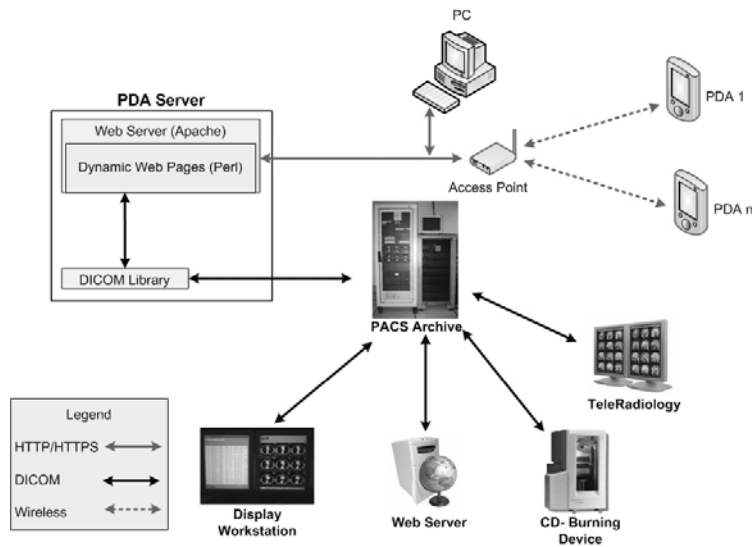 PC
PDA Server
PDA 1
Web Server (Apache)
Dynamic Web Pages (Perl)
Access Point
PDA n
DICOM Library
PACS Archive
TeleRadiology
Legend
HTTP/HTTPS
DICOM
Wireless
Display
Workstation
Web Server
CD- Burning
Device